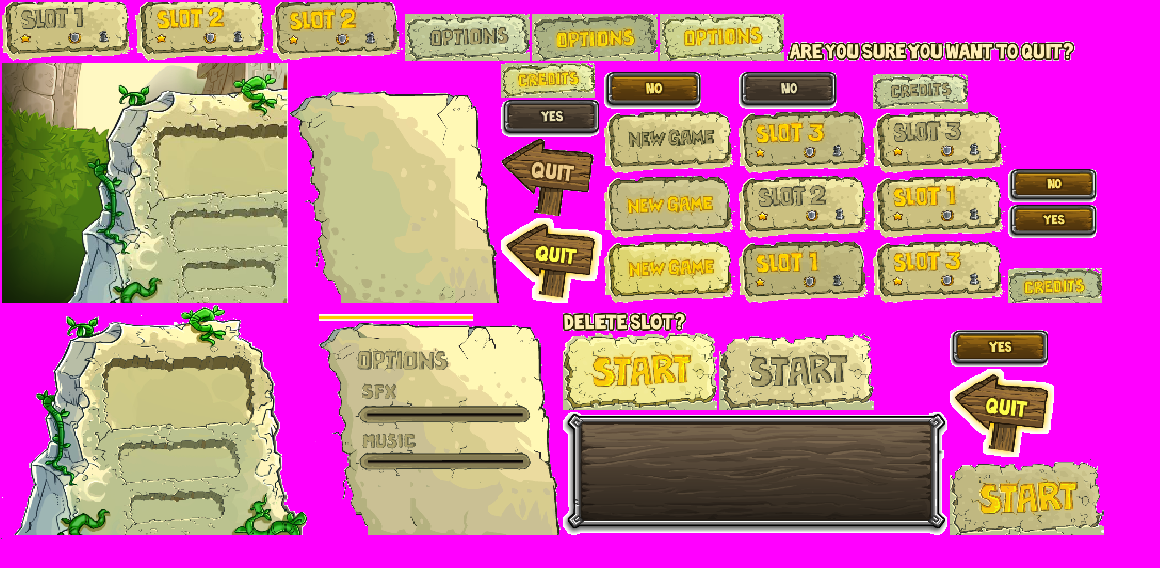 SLOT 1
SLOT 2
SLOT 2
OPTIONS
OPTIONS
OPTIONS
ARE YOU SURE YOU WANT TO QUIT?
CREDITS
NO
NO
CREDITS
YES
NEW GAME
SLOT 3
SLOT 3
QUIT
NEW GAME
SLOT 2
SLOT 1
NO
YES
QUIT
NEW GAME
SLOT 1
SLOT 3
CREDITS
DELETE SLOT?
OPTIONS
SFX
MUSIC
START
START
YES
QUIT
START